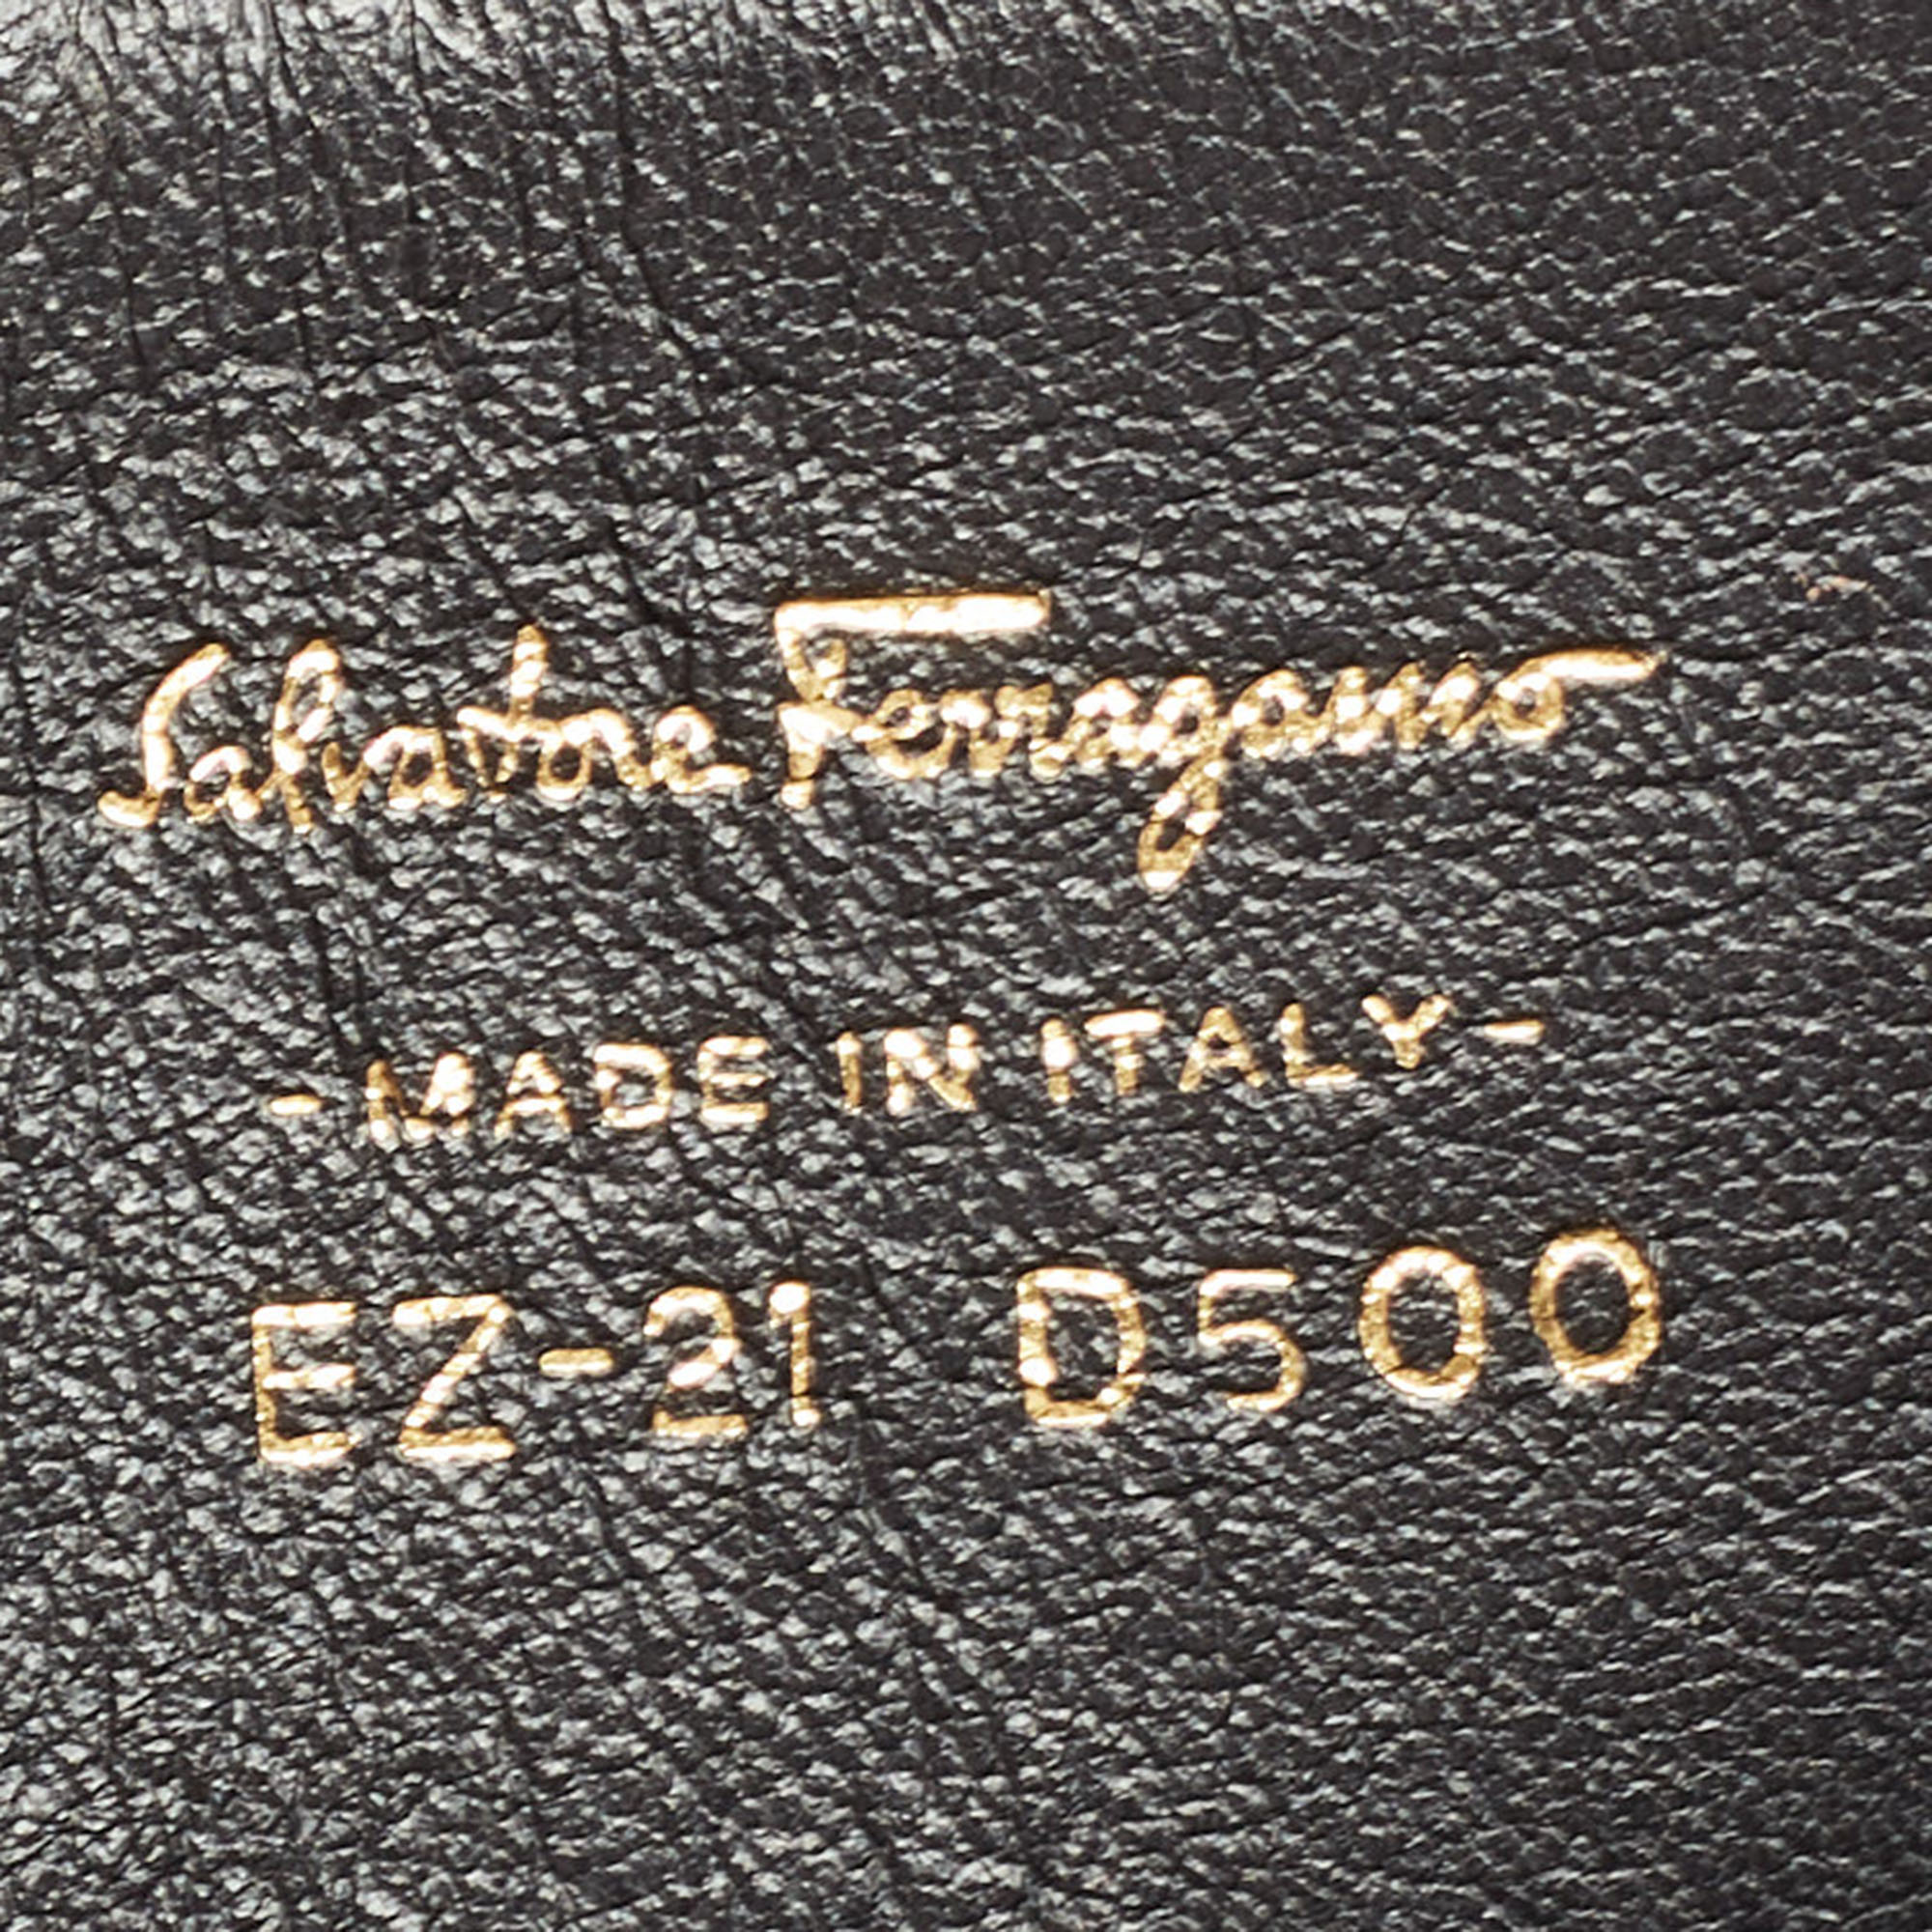 Salvatore Ferragamo
-MADE IN ITALY-
EZ-21 D500